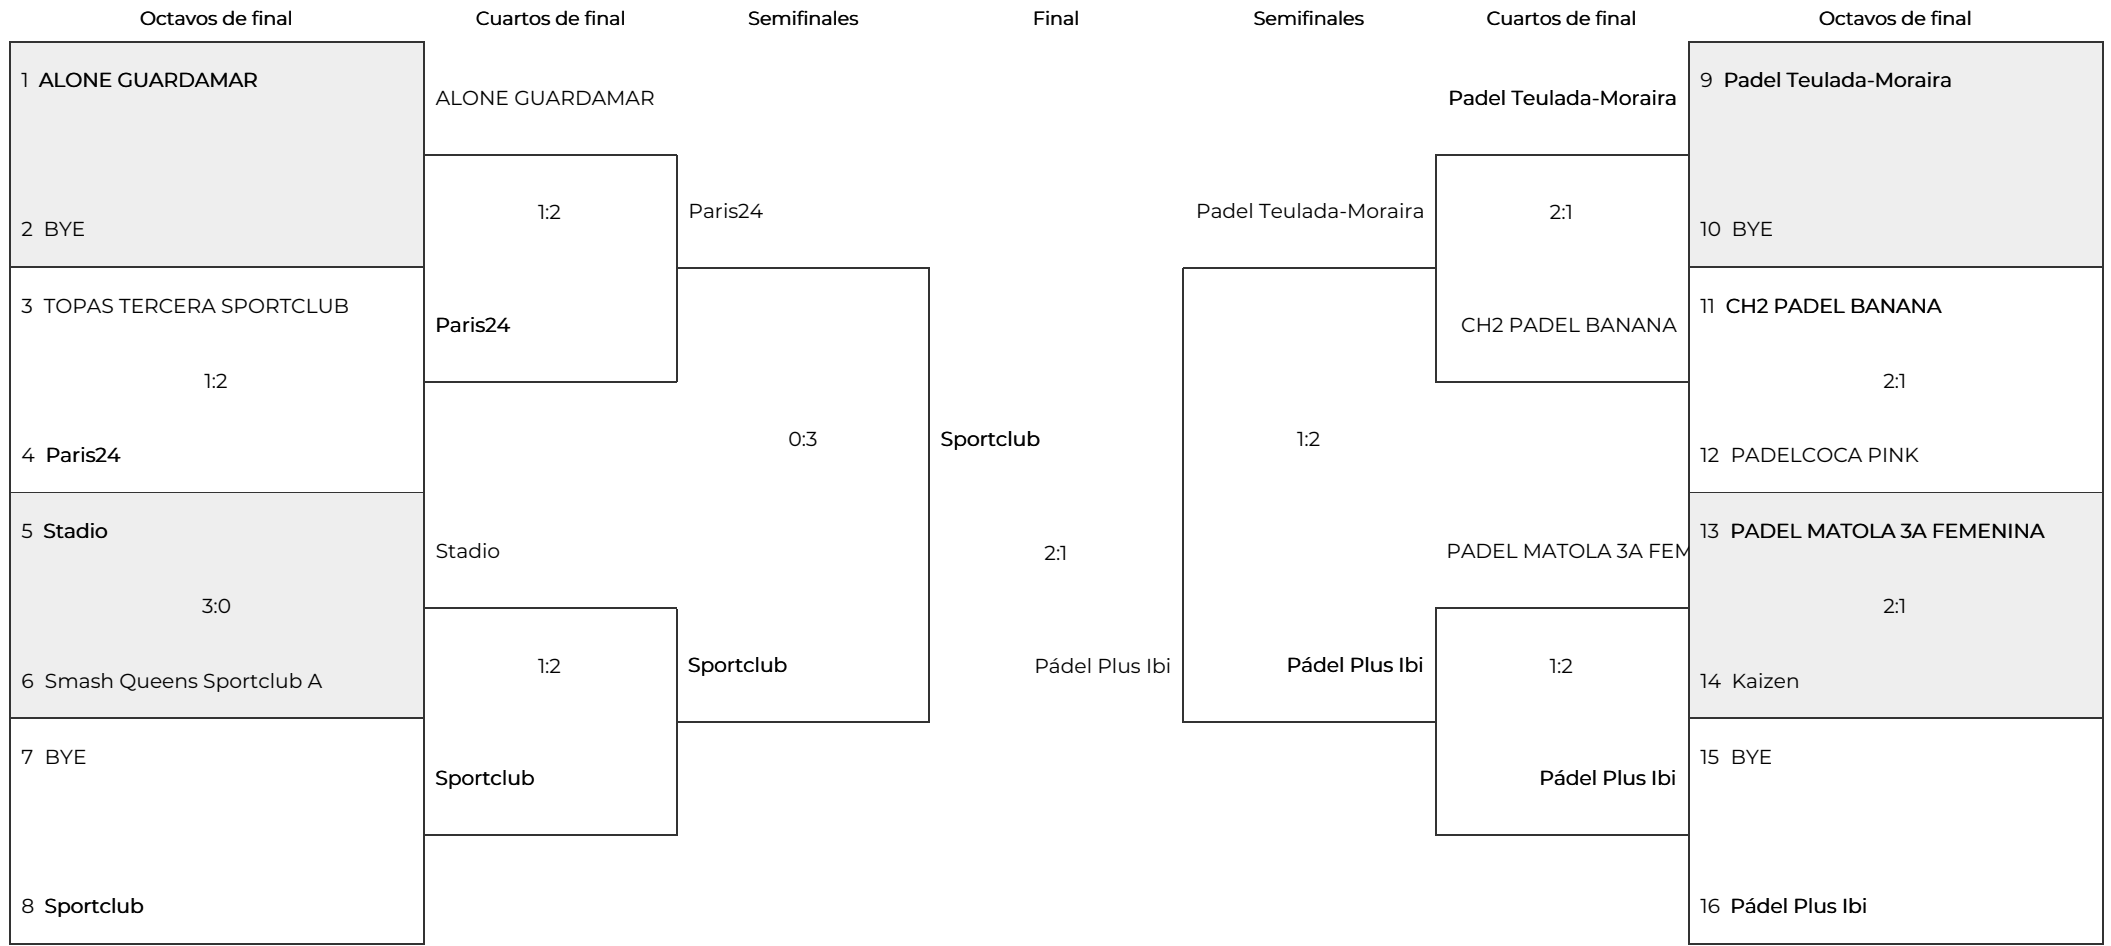 Octavos de final
Cuartos de final
Semifinales
Final
Semifinales
Cuartos de final
Octavos de final
1 ALONE GUARDAMAR
2 BYE
3 TOPAS TERCERA SPORTCLUB
1:2
4 Paris24
5 Stadio
3:0
6 Smash Queens Sportclub A
7 BYE
8 Sportclub
ALONE GUARDAMAR
1:2
Paris24
Stadio
1:2
Sportclub
Paris24
0:3
Sportclub
Sportclub
2:1
Pádel Plus Ibi
Padel Teulada-Moraira
1:2
Pádel Plus Ibi
Padel Teulada-Moraira
2:1
CH2 PADEL BANANA
PADEL MATOLA 3A FEM
1:2
Pádel Plus Ibi
9 Padel Teulada-Moraira
10 BYE
11 CH2 PADEL BANANA
2:1
12 PADELCOCA PINK
13 PADEL MATOLA 3A FEMENINA
2:1
14 Kaizen
15 BYE
16 Pádel Plus Ibi